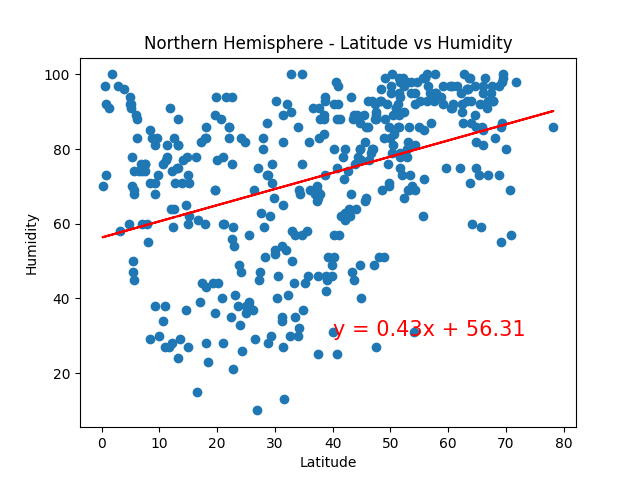 Northern Hemisphere - Latitude vs Humidity
100
80
60
40
20
Humidity
y = 0.43x + 56.31
0 10 20 30 40 50 60 70 80
Latitude